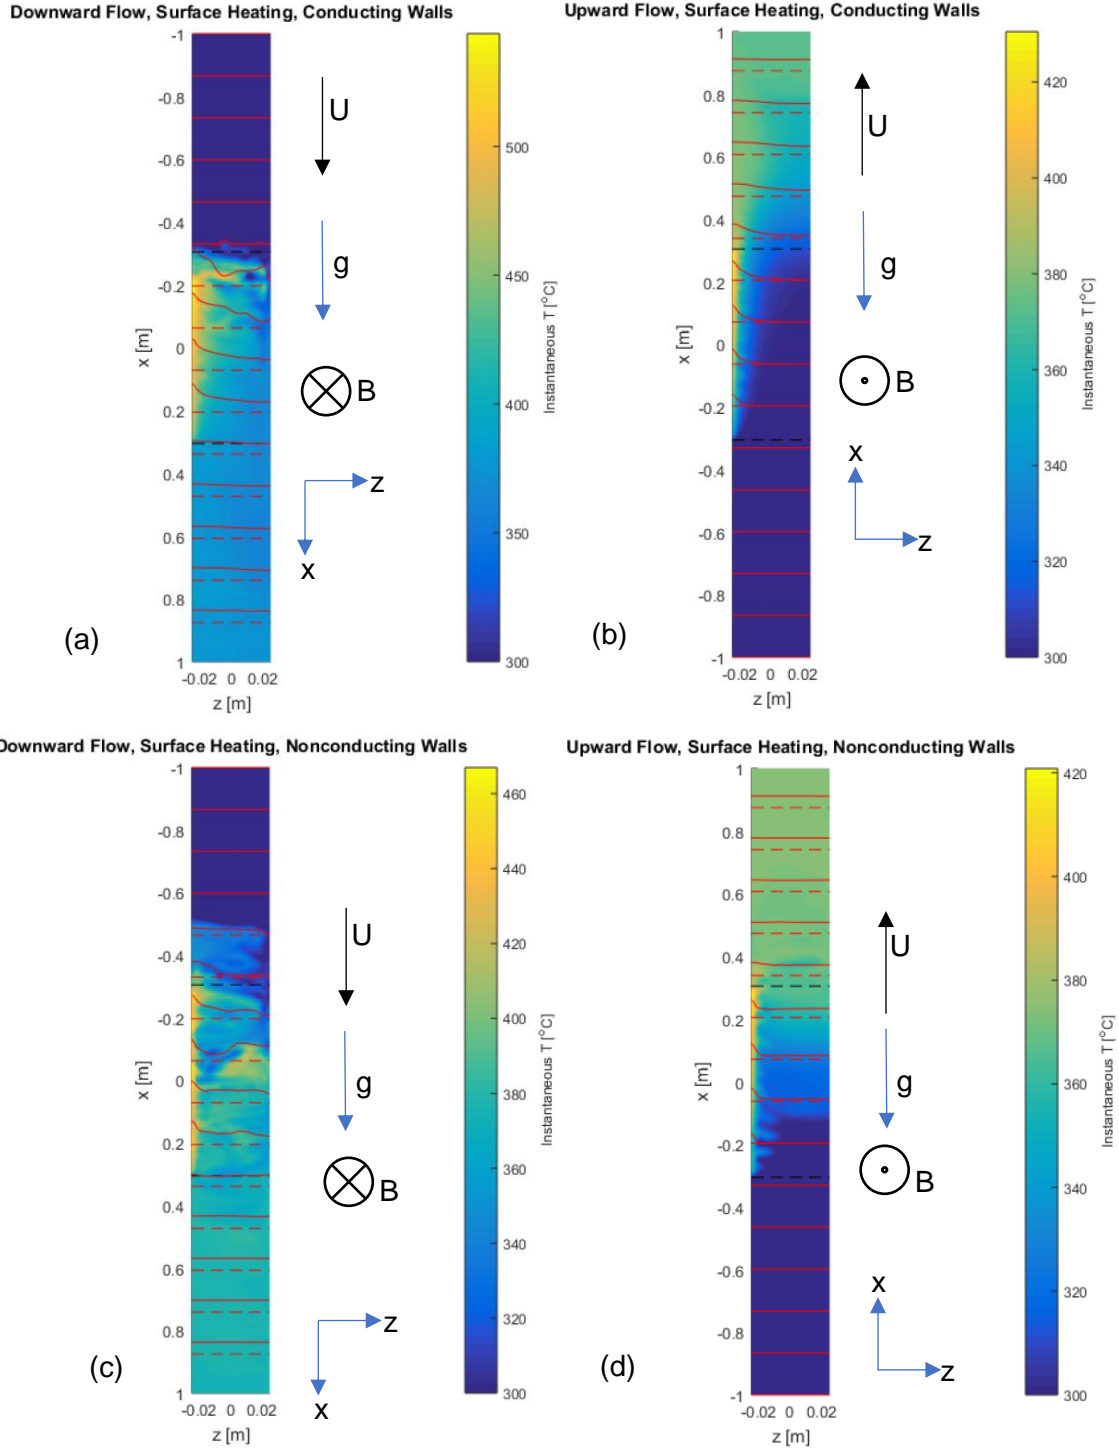 Downward Flow, Surface Heating, Conducting Walls
-1
-0.8
-0.6
-0.4
-0.2
0
0.2
0.4
0.6
0.8
1
x [m]
-0.02 0 0.02
z [m]
U
g
B
z
x
500
450
400
350
300
Instantaneous T [°C]
(a)
Upward Flow, Surface Heating, Conducting Walls
1
0.8
0.6
0.4
0.2
0
-0.2
-0.4
-0.6
-0.8
-1
x [m]
-0.02 0 0.02
z [m]
U
g
B
x
z
420
400
380
360
340
320
300
Instantaneous T [°C]
(b)
Downward Flow, Surface Heating, Nonconducting Walls
-1
-0.8
-0.6
-0.4
-0.2
0
0.2
0.4
0.6
0.8
1
x [m]
-0.02 0 0.02
z [m]
U
g
B
z
x
460
440
420
400
380
360
340
320
300
Instantaneous T [°C]
(c)
Upward Flow, Surface Heating, Nonconducting Walls
1
0.8
0.6
0.4
0.2
0
-0.2
-0.4
-0.6
-0.8
-1
x [m]
-0.02 0 0.02
z [m]
U
g
B
x
z
420
400
380
360
340
320
300
Instantaneous T [°C]
(d)